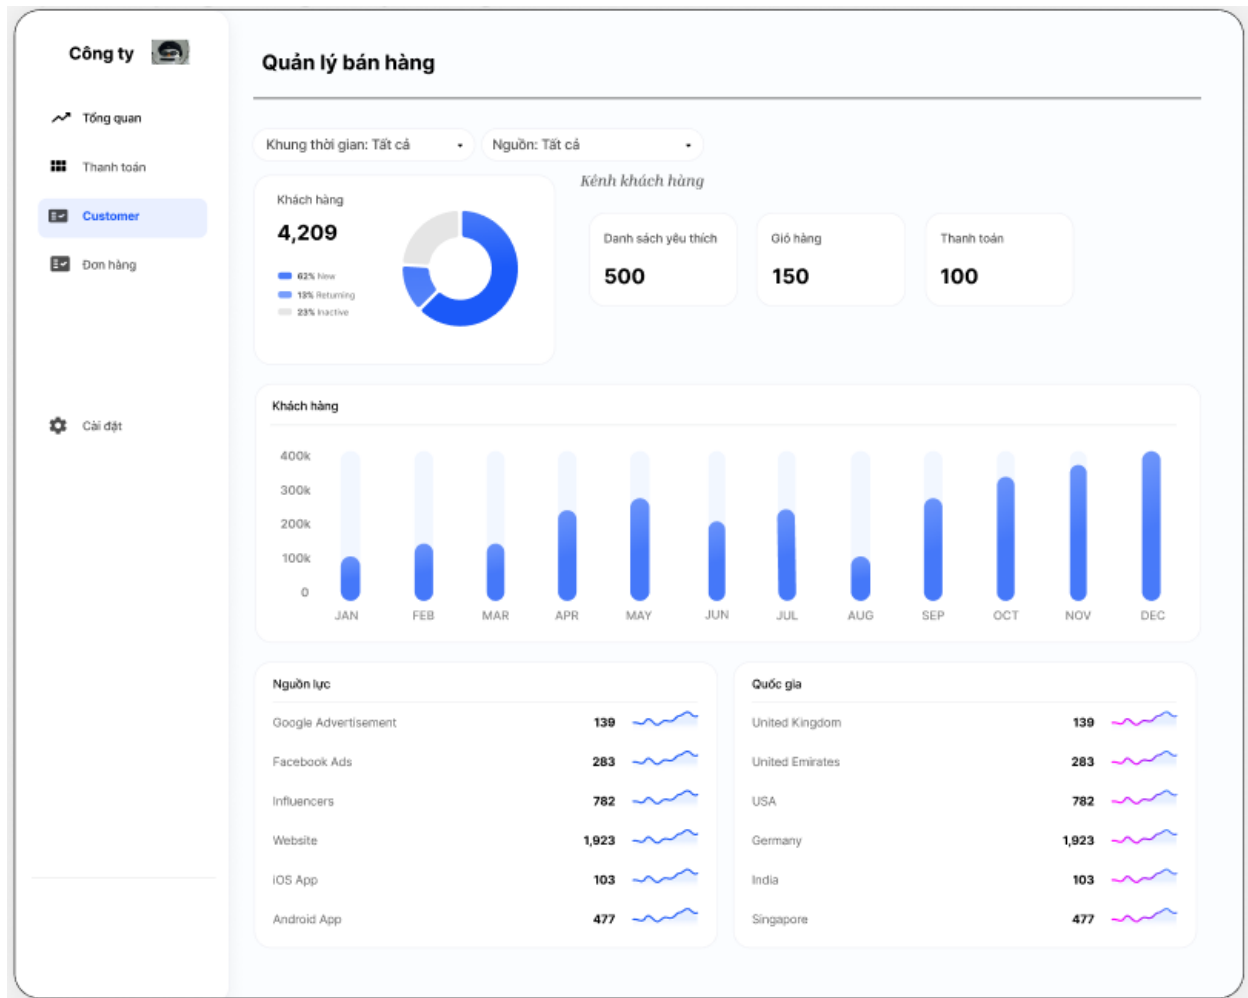 Công ty
Tổng quan
Thanh toán
Customer
Đơn hàng
Cài đặt
Quản lý bán hàng
Khung thời gian: Tất cả
Nguồn: Tất cả
Khách hàng
4,209
62% New
13% Returning
23% Inactive
Kênh khách hàng
Danh sách yêu thích
500
Giỏ hàng
150
Thanh toán
100
Khách hàng
400k
300k
200k
100k
0
JAN FEB MAR APR MAY JUN JUL AUG SEP OCT NOV DEC
Nguồn lực
Google Advertisement 139
Facebook Ads 283
Influencers 782
Website 1,923
iOS App 103
Android App 477
Quốc gia
United Kingdom 139
United Emirates 283
USA 782
Germany 1,923
India 103
Singapore 477